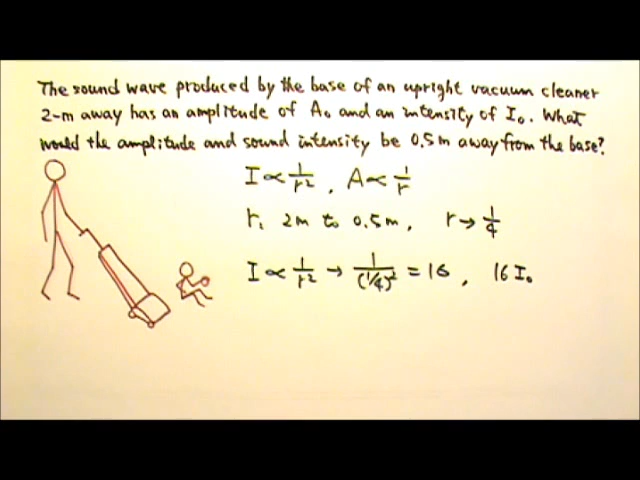 The sound wave produced by the base of an upright vacuum cleaner
2-m away has an amplitude of A₀ and an intensity of I₀. What
would the amplitude and sound intensity be 0.5m away from the base?
I ∝ 1/r², A ∝ 1/r
r: 2m to 0.5m, r → 1/4
I ∝ 1/r² → 1/(1/4)² = 16, 16 I₀